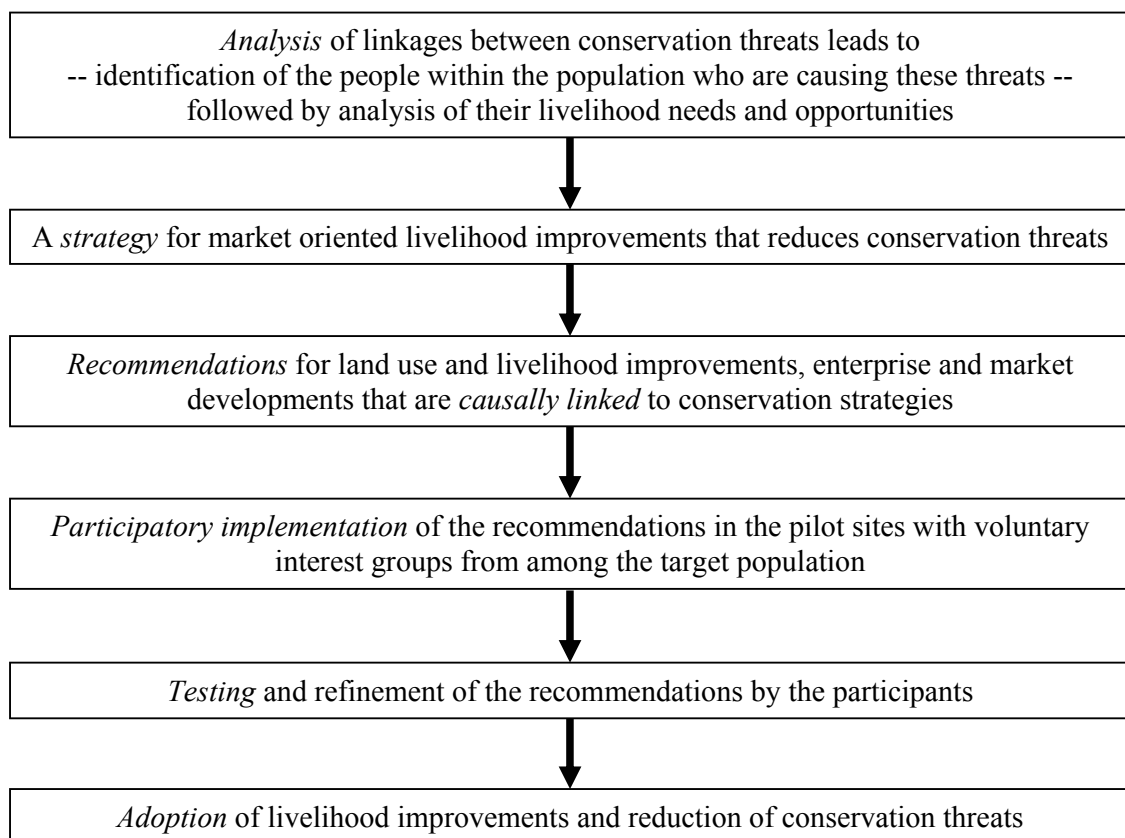 Analysis of linkages between conservation threats leads to
-- identification of the people within the population who are causing these threats --
followed by analysis of their livelihood needs and opportunities
A strategy for market oriented livelihood improvements that reduces conservation threats
Recommendations for land use and livelihood improvements, enterprise and market
developments that are causally linked to conservation strategies
Participatory implementation of the recommendations in the pilot sites with voluntary
interest groups from among the target population
Testing and refinement of the recommendations by the participants
Adoption of livelihood improvements and reduction of conservation threats